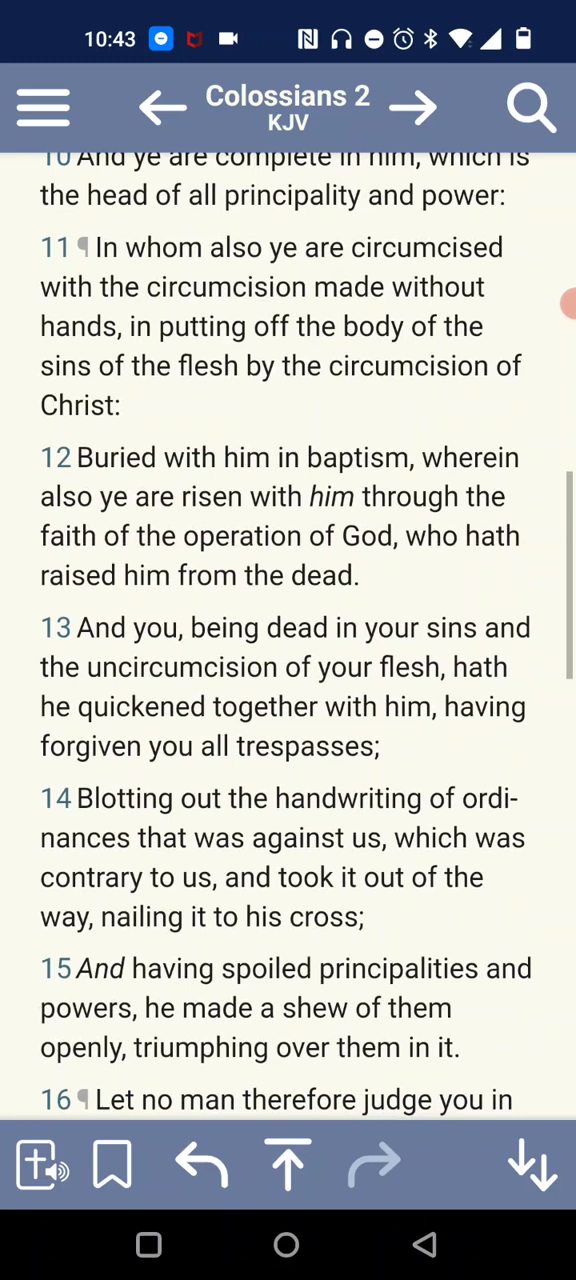 10:43
Colossians 2
KJV
10 And ye are complete in him, which is
the head of all principality and power:
11 ¶ In whom also ye are circumcised
with the circumcision made without
hands, in putting off the body of the
sins of the flesh by the circumcision of
Christ:
12 Buried with him in baptism, wherein
also ye are risen with him through the
faith of the operation of God, who hath
raised him from the dead.
13 And you, being dead in your sins and
the uncircumcision of your flesh, hath
he quickened together with him, having
forgiven you all trespasses;
14 Blotting out the handwriting of ordi-
nances that was against us, which was
contrary to us, and took it out of the
way, nailing it to his cross;
15 And having spoiled principalities and
powers, he made a shew of them
openly, triumphing over them in it.
16 ¶ Let no man therefore judge you in